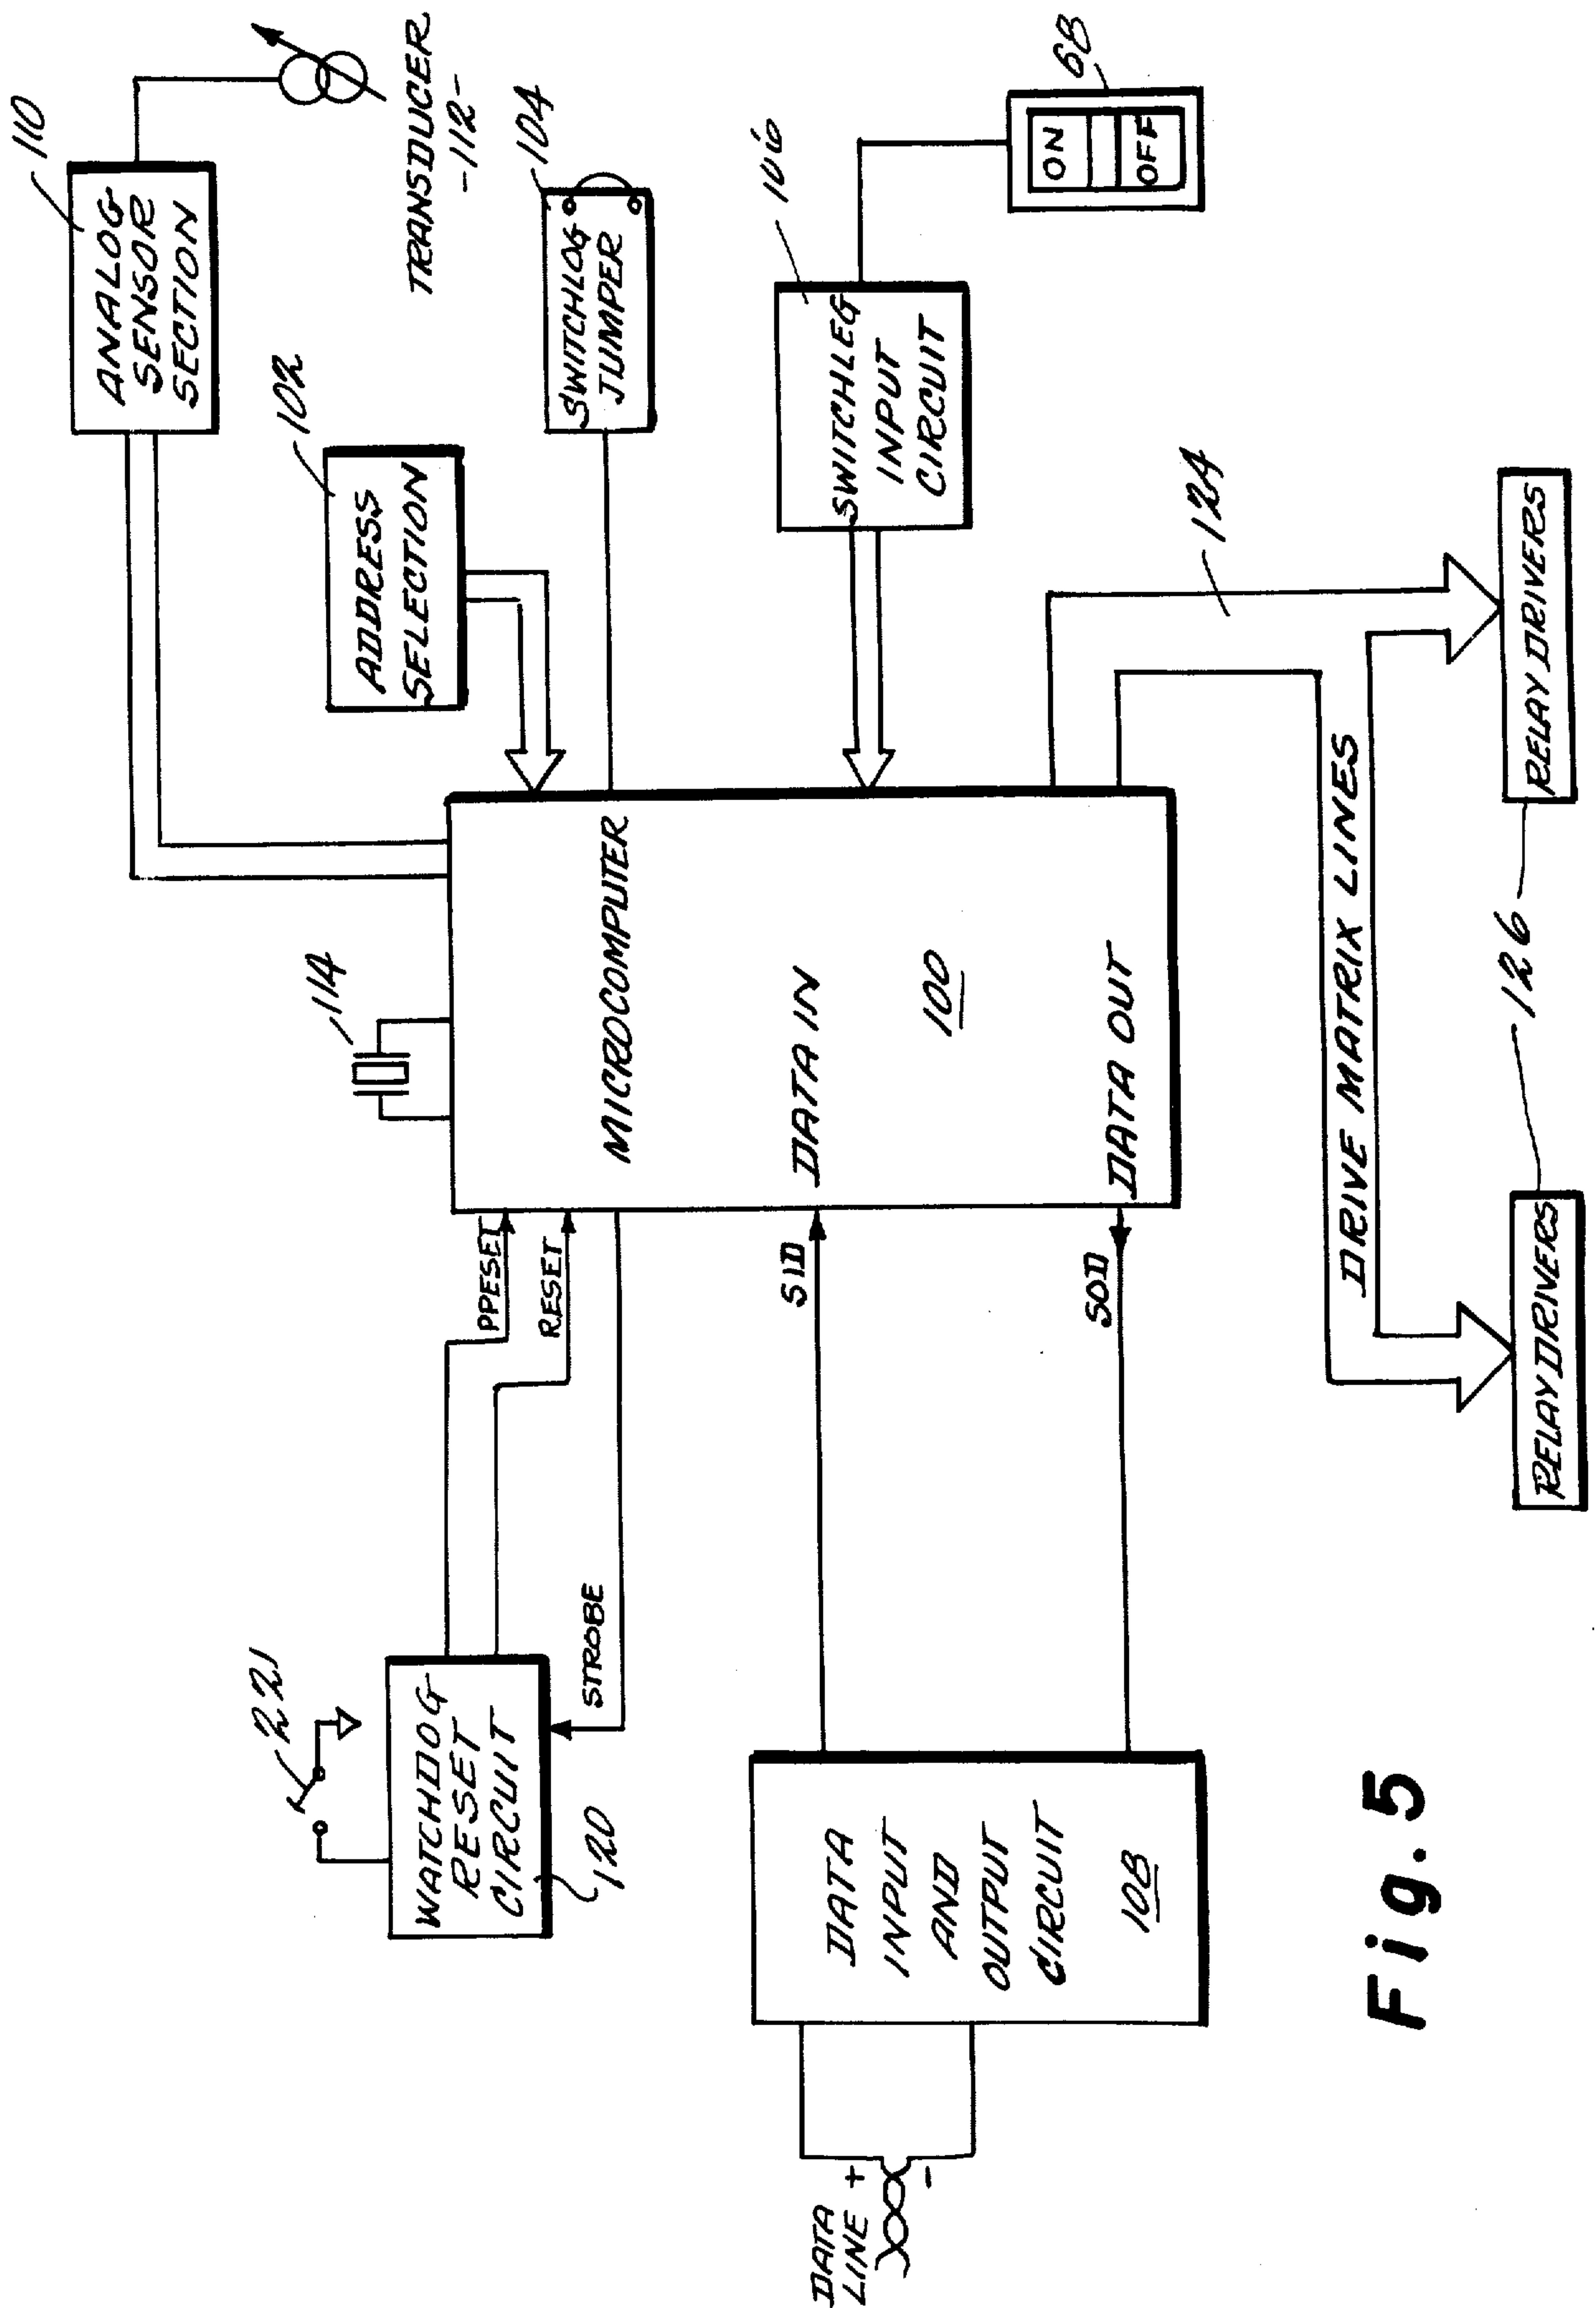 110
ANALOG
SENSOR
SECTION
TRANSDUCER
-112-
102
ADDRESS
SELECTION
104
SWITCHLOG
JUMPER
106
SWITCHLEG
INPUT
CIRCUIT
68
ON
OFF
114
MICROCOMPUTER
DATA IN
100
DATA OUT
PPESET
RESET
STROBE
221
WATCHDOG
RESET
CIRCUIT
120
SID
SOD
DATA
INPUT
AND
OUTPUT
CIRCUIT
108
DATA
LINE +
-
124
DRIVE MATRIX LINES
RELAY DRIVERS
126
RELAY DRIVERS
Fig. 5